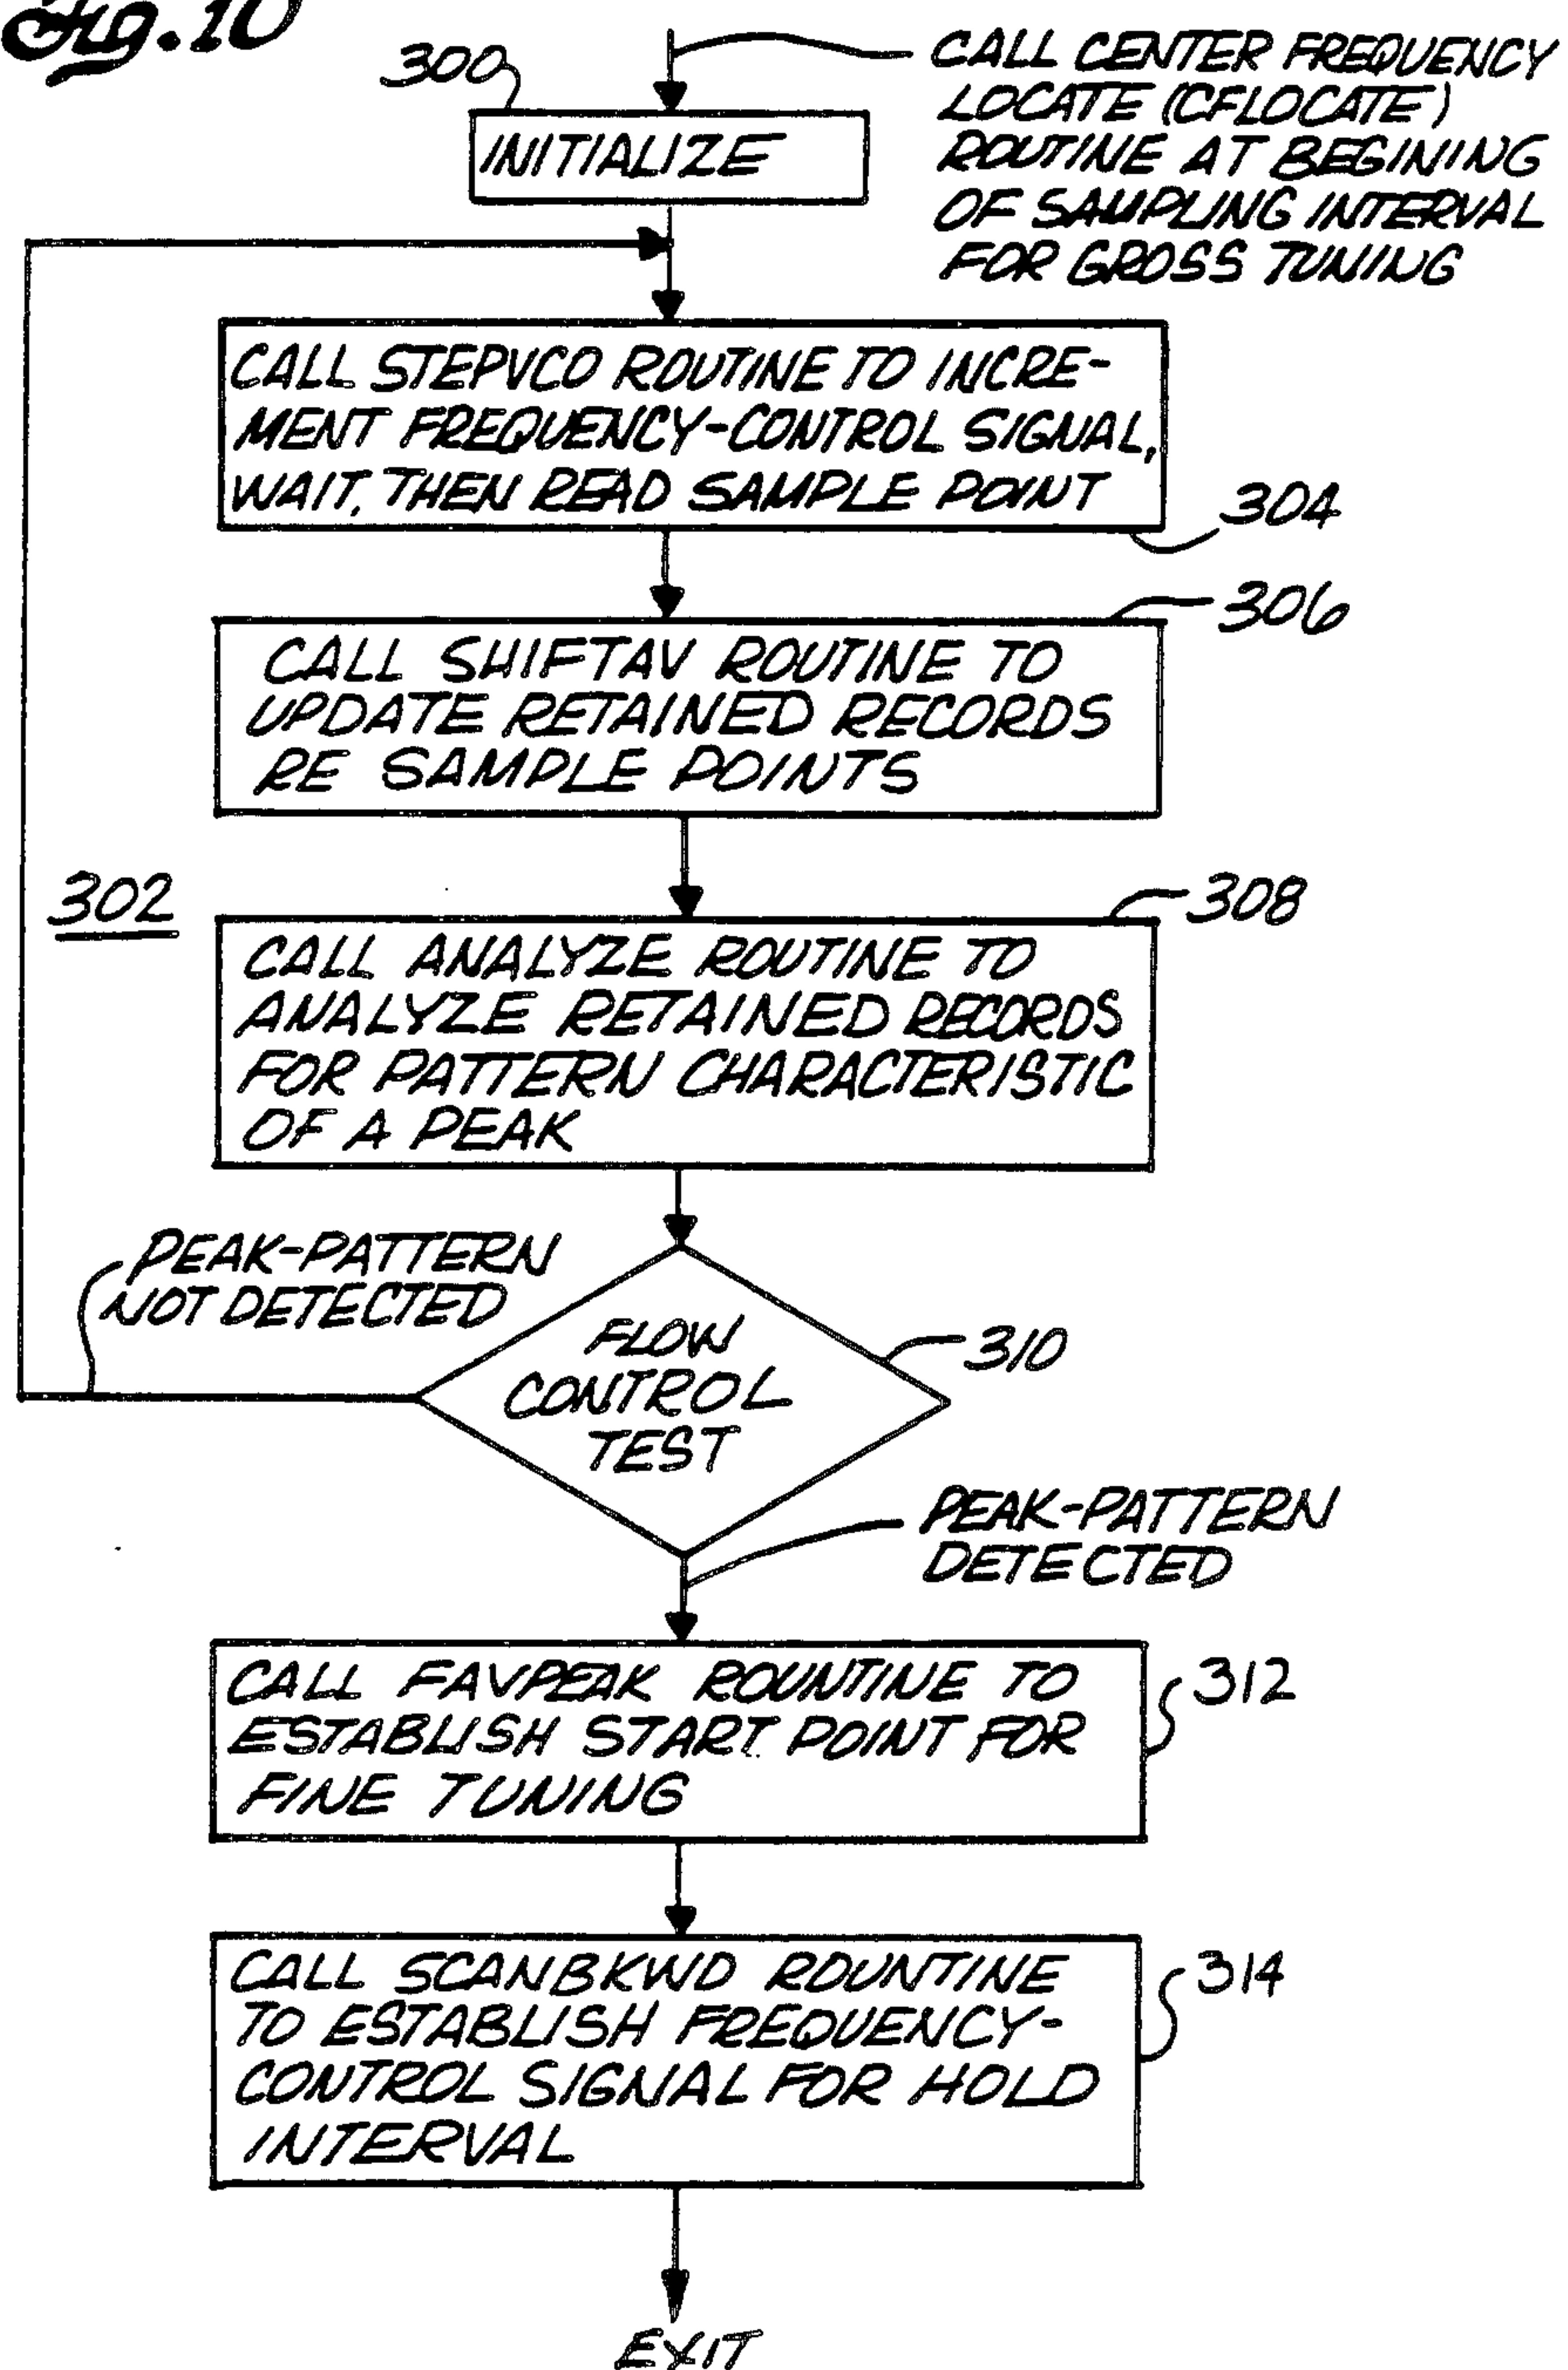 Fig. 10
300
CALL CENTER FREQUENCY
LOCATE (CFLOCATE)
ROUTINE AT BEGINING
OF SAMPLING INTERVAL
FOR GROSS TUNING
INITIALIZE
CALL STEPVCO ROUTINE TO INCRE-
MENT FREQUENCY-CONTROL SIGNAL,
WAIT, THEN READ SAMPLE POINT
304
306
CALL SHIFTAV ROUTINE TO
UPDATE RETAINED RECORDS
RE SAMPLE POINTS
302
308
CALL ANALYZE ROUTINE TO
ANALYZE RETAINED RECORDS
FOR PATTERN CHARACTERISTIC
OF A PEAK
PEAK-PATTERN
NOT DETECTED
FLOW
CONTROL
TEST
310
PEAK-PATTERN
DETECTED
CALL FAVPEAK ROUNTINE TO
ESTABLISH START POINT FOR
FINE TUNING
312
CALL SCANBKWD ROUNTINE
TO ESTABLISH FREQUENCY-
CONTROL SIGNAL FOR HOLD
INTERVAL
314
EXIT